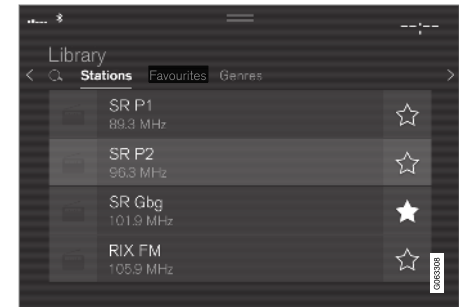 --:--
Library
Stations Favourites Genres
SR P1
89.3 MHz
SR P2
96.3 MHz
SR Gbg
101.9 MHz
RIX FM
105.9 MHz
G063308